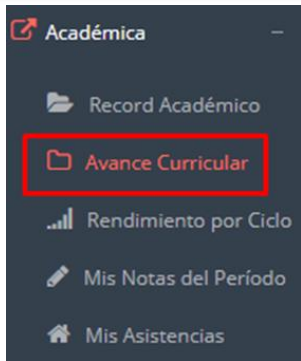 Académica
Record Académico
Avance Curricular
Rendimiento por Ciclo
Mis Notas del Período
Mis Asistencias